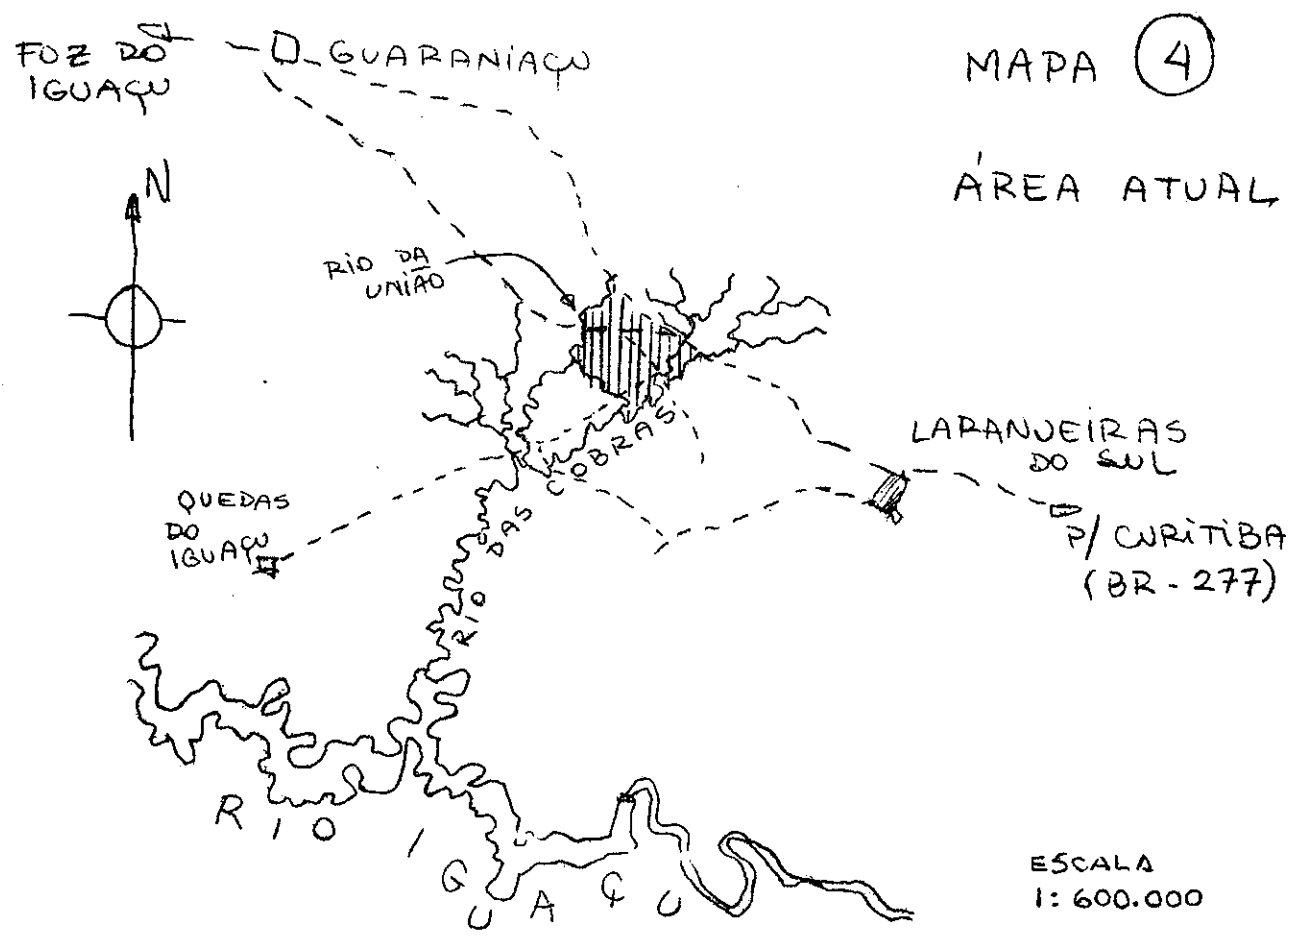 FOZ DO
IGUAÇU
GUARANIAÇU
MAPA 4
ÁREA ATUAL
N
RIO DA
UNIÃO
LARANJEIRAS
DO SUL
QUEDAS
DO
IGUAÇU
P/ CURITIBA
(BR-277)
RIO DAS COBRAS
RIO IGUAÇU
ESCALA
1:600.000